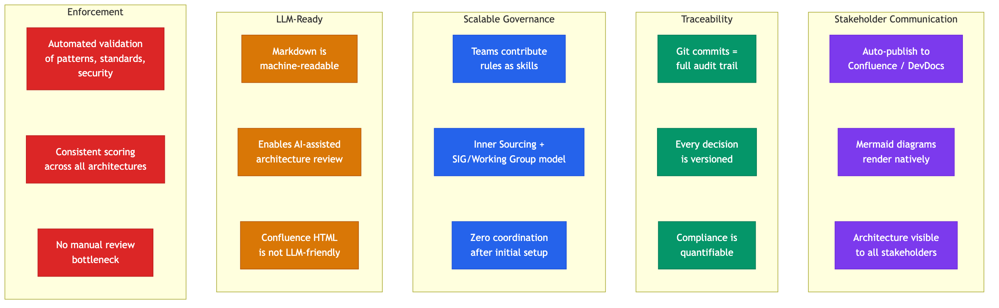 Enforcement
Automated validation
of patterns, standards,
security
Consistent scoring
across all architectures
No manual review
bottleneck
LLM-Ready
Markdown is
machine-readable
Enables AI-assisted
architecture review
Confluence HTML
is not LLM-friendly
Scalable Governance
Teams contribute
rules as skills
Inner Sourcing +
SIG/Working Group model
Zero coordination
after initial setup
Traceability
Git commits =
full audit trail
Every decision
is versioned
Compliance is
quantifiable
Stakeholder Communication
Auto-publish to
Confluence / DevDocs
Mermaid diagrams
render natively
Architecture visible
to all stakeholders